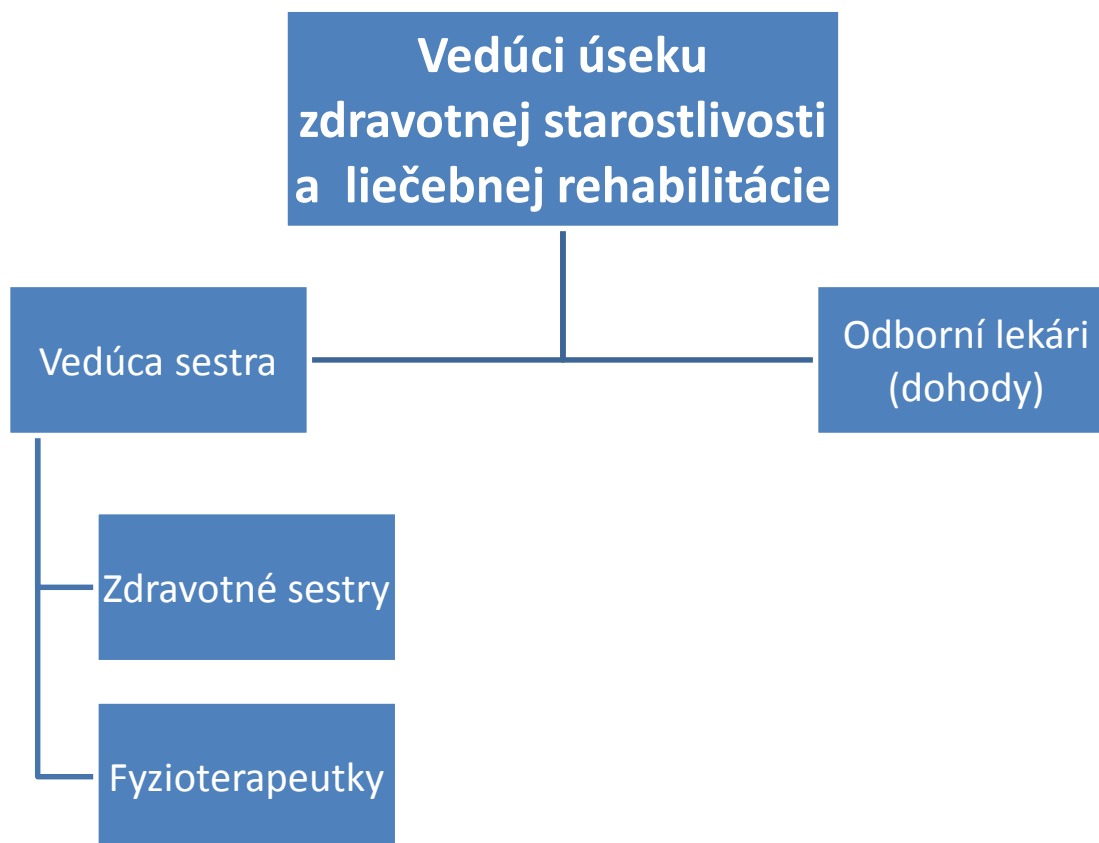 Vedúci úseku
zdravotnej starostlivosti
a  liečebnej rehabilitácie
Vedúca sestra
Odborní lekári
(dohody)
Zdravotné sestry
Fyzioterapeutky